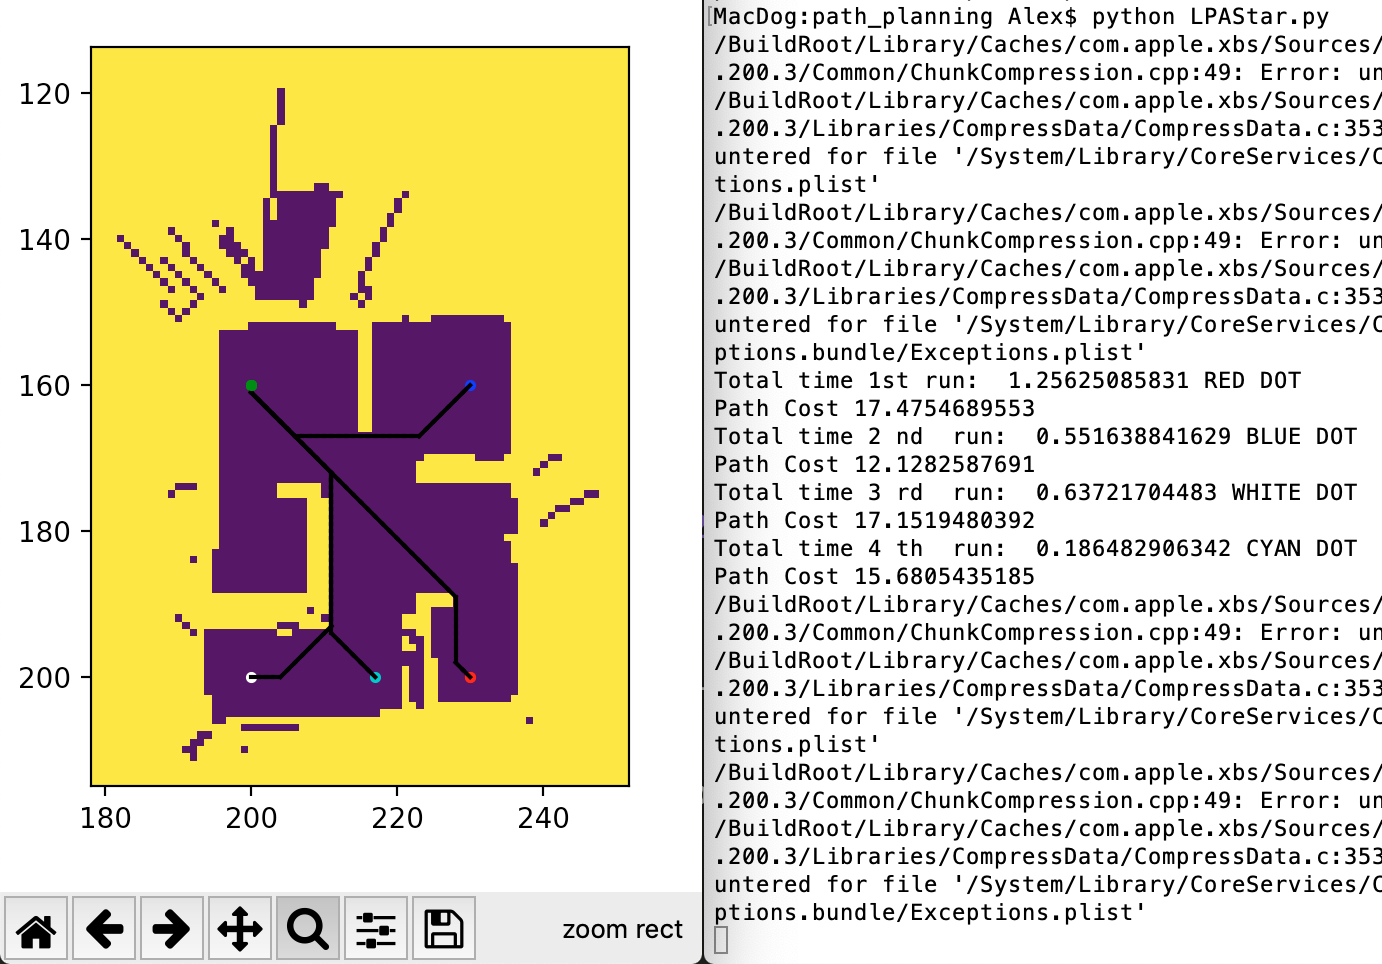 120
140
160
180
200
180 200 220 240
zoom rect
MacDog:path_planning Alex$ python LPAStar.py
/BuildRoot/Library/Caches/com.apple.xbs/Sources/
.200.3/Common/ChunkCompression.cpp:49: Error: un
/BuildRoot/Library/Caches/com.apple.xbs/Sources/
.200.3/Libraries/CompressData/CompressData.c:353
untered for file '/System/Library/CoreServices/C
tions.plist'
/BuildRoot/Library/Caches/com.apple.xbs/Sources/
.200.3/Common/ChunkCompression.cpp:49: Error: un
/BuildRoot/Library/Caches/com.apple.xbs/Sources/
.200.3/Libraries/CompressData/CompressData.c:353
untered for file '/System/Library/CoreServices/C
ptions.bundle/Exceptions.plist'
Total time 1st run:  1.25625085831 RED DOT
Path Cost 17.4754689553
Total time 2 nd  run:  0.551638841629 BLUE DOT
Path Cost 12.1282587691
Total time 3 rd  run:  0.63721704483 WHITE DOT
Path Cost 17.1519480392
Total time 4 th  run:  0.186482906342 CYAN DOT
Path Cost 15.6805435185
/BuildRoot/Library/Caches/com.apple.xbs/Sources/
.200.3/Common/ChunkCompression.cpp:49: Error: un
/BuildRoot/Library/Caches/com.apple.xbs/Sources/
.200.3/Libraries/CompressData/CompressData.c:353
untered for file '/System/Library/CoreServices/C
tions.plist'
/BuildRoot/Library/Caches/com.apple.xbs/Sources/
.200.3/Common/ChunkCompression.cpp:49: Error: un
/BuildRoot/Library/Caches/com.apple.xbs/Sources/
.200.3/Libraries/CompressData/CompressData.c:353
untered for file '/System/Library/CoreServices/C
ptions.bundle/Exceptions.plist'